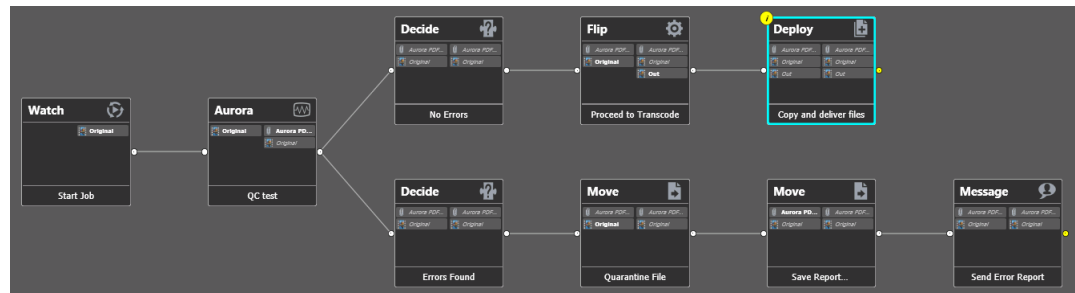 Decide
Aurora PDF... Aurora PDF...
Original Original
No Errors
Flip
Aurora PDF... Aurora PDF...
Original Original
Out
Proceed to Transcode
i
Deploy
Aurora PDF... Aurora PDF...
Original Original
Out Out
Copy and deliver files
Watch
Original
Start Job
Aurora
Original Aurora PD...
Original
QC test
Decide
Aurora PDF... Aurora PDF...
Original Original
Errors Found
Move
Aurora PDF... Aurora PDF...
Original Original
Quarantine File
Move
Aurora PD... Aurora PDF...
Original Original
Save Report...
Message
Aurora PDF... Aurora PDF...
Original Original
Send Error Report